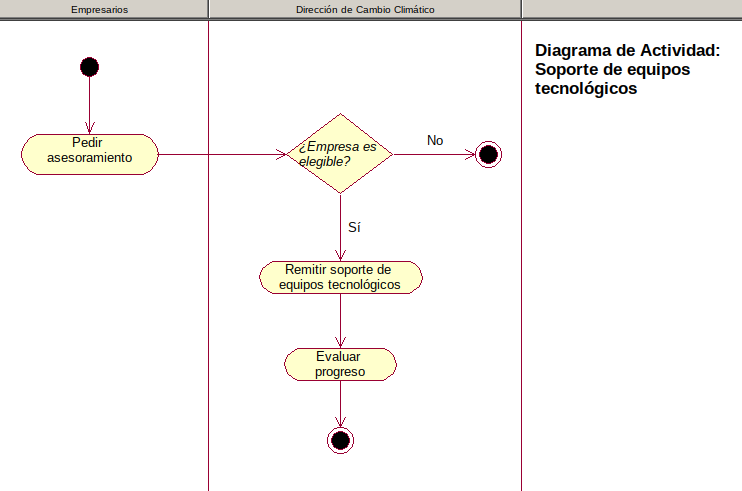 Empresarios
Dirección de Cambio Climático
Diagrama de Actividad:
Soporte de equipos
tecnológicos
Pedir
asesoramiento
¿Empresa es
elegible?
No
Sí
Remitir soporte de
equipos tecnológicos
Evaluar
progreso